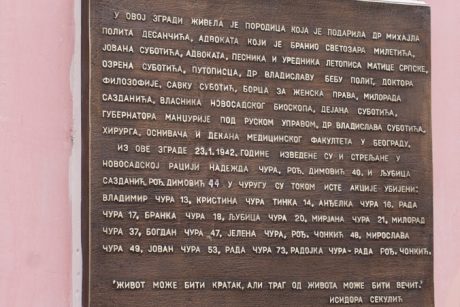 У ОВОЈ ЗГРАДИ ЖИВЕЛА ЈЕ ПОРОДИЦА КОЈА ЈЕ ПОДАРИЛА ДР МИХАЈЛА
ПОЛИТА ДЕСАНЧИЋА, АДВОКАТА КОЈИ ЈЕ БРАНИО СВЕТОЗАРА МИЛЕТИЋА,
ЈОВАНА СУБОТИЋА, АДВОКАТА, ПЕСНИКА И УРЕДНИКА ЛЕТОПИСА МАТИЦЕ СРПСКЕ,
ОЗРЕНА СУБОТИЋА, ПУТОПИСЦА, ДР ВЛАДИСЛАВУ БЕБУ ПОЛИТ, ДОКТОРА
ФИЛОЗОФИЈЕ, САВКУ СУБОТИЋ, БОРЦА ЗА ЖЕНСКА ПРАВА, МИЛОРАДА
САЗДАНИЋА, ВЛАСНИКА НОВОСАДСКОГ БИОСКОПА, ДЕЈАНА СУБОТИЋА,
ГУБЕРНАТОРА МАНЏУРИЈЕ ПОД РУСКОМ УПРАВОМ, ДР ВЛАДИСЛАВА СУБОТИЋА,
ХИРУРГА, ОСНИВАЧА И ДЕКАНА МЕДИЦИНСКОГ ФАКУЛТЕТА У БЕОГРАДУ.
ИЗ ОВЕ ЗГРАДЕ 23.1.1942. ГОДИНЕ ИЗВЕДЕНЕ СУ И СТРЕЉАНЕ У
НОВОСАДСКОЈ РАЦИЈИ НАДЕЖДА ЧУРА, РОЂ. ДИМОВИЋ 40, И ЉУБИЦА
САЗДАНИЋ, РОЂ. ДИМОВИЋ 44 У ЧУРУГУ СУ ТОКОМ ИСТЕ АКЦИЈЕ УБИЈЕНИ:
ВЛАДИМИР ЧУРА 13, КРИСТИНА ЧУРА ТИНКА 14, АНЂЕЛКА ЧУРА 16, РАДА
ЧУРА 17, БРАНКА ЧУРА 18, ЉУБИЦА ЧУРА 20, МИРЈАНА ЧУРА 21, МИЛОРАД
ЧУРА 37, БОГДАН ЧУРА 47, ЈЕЛЕНА ЧУРА, РОЂ. ЧОНКИЋ 48, МИРОСЛАВА
ЧУРА 49, ЈОВАН ЧУРА 53, РАДА ЧУРА 73, РАДОЈКА ЧУРА-РАДА РОЂ. ЧОНКИЋ.
"ЖИВОТ МОЖЕ БИТИ КРАТАК, АЛИ ТРАГ ОД ЖИВОТА МОЖЕ БИТИ ВЕЧИТ."
ИСИДОРА СЕКУЛИЋ